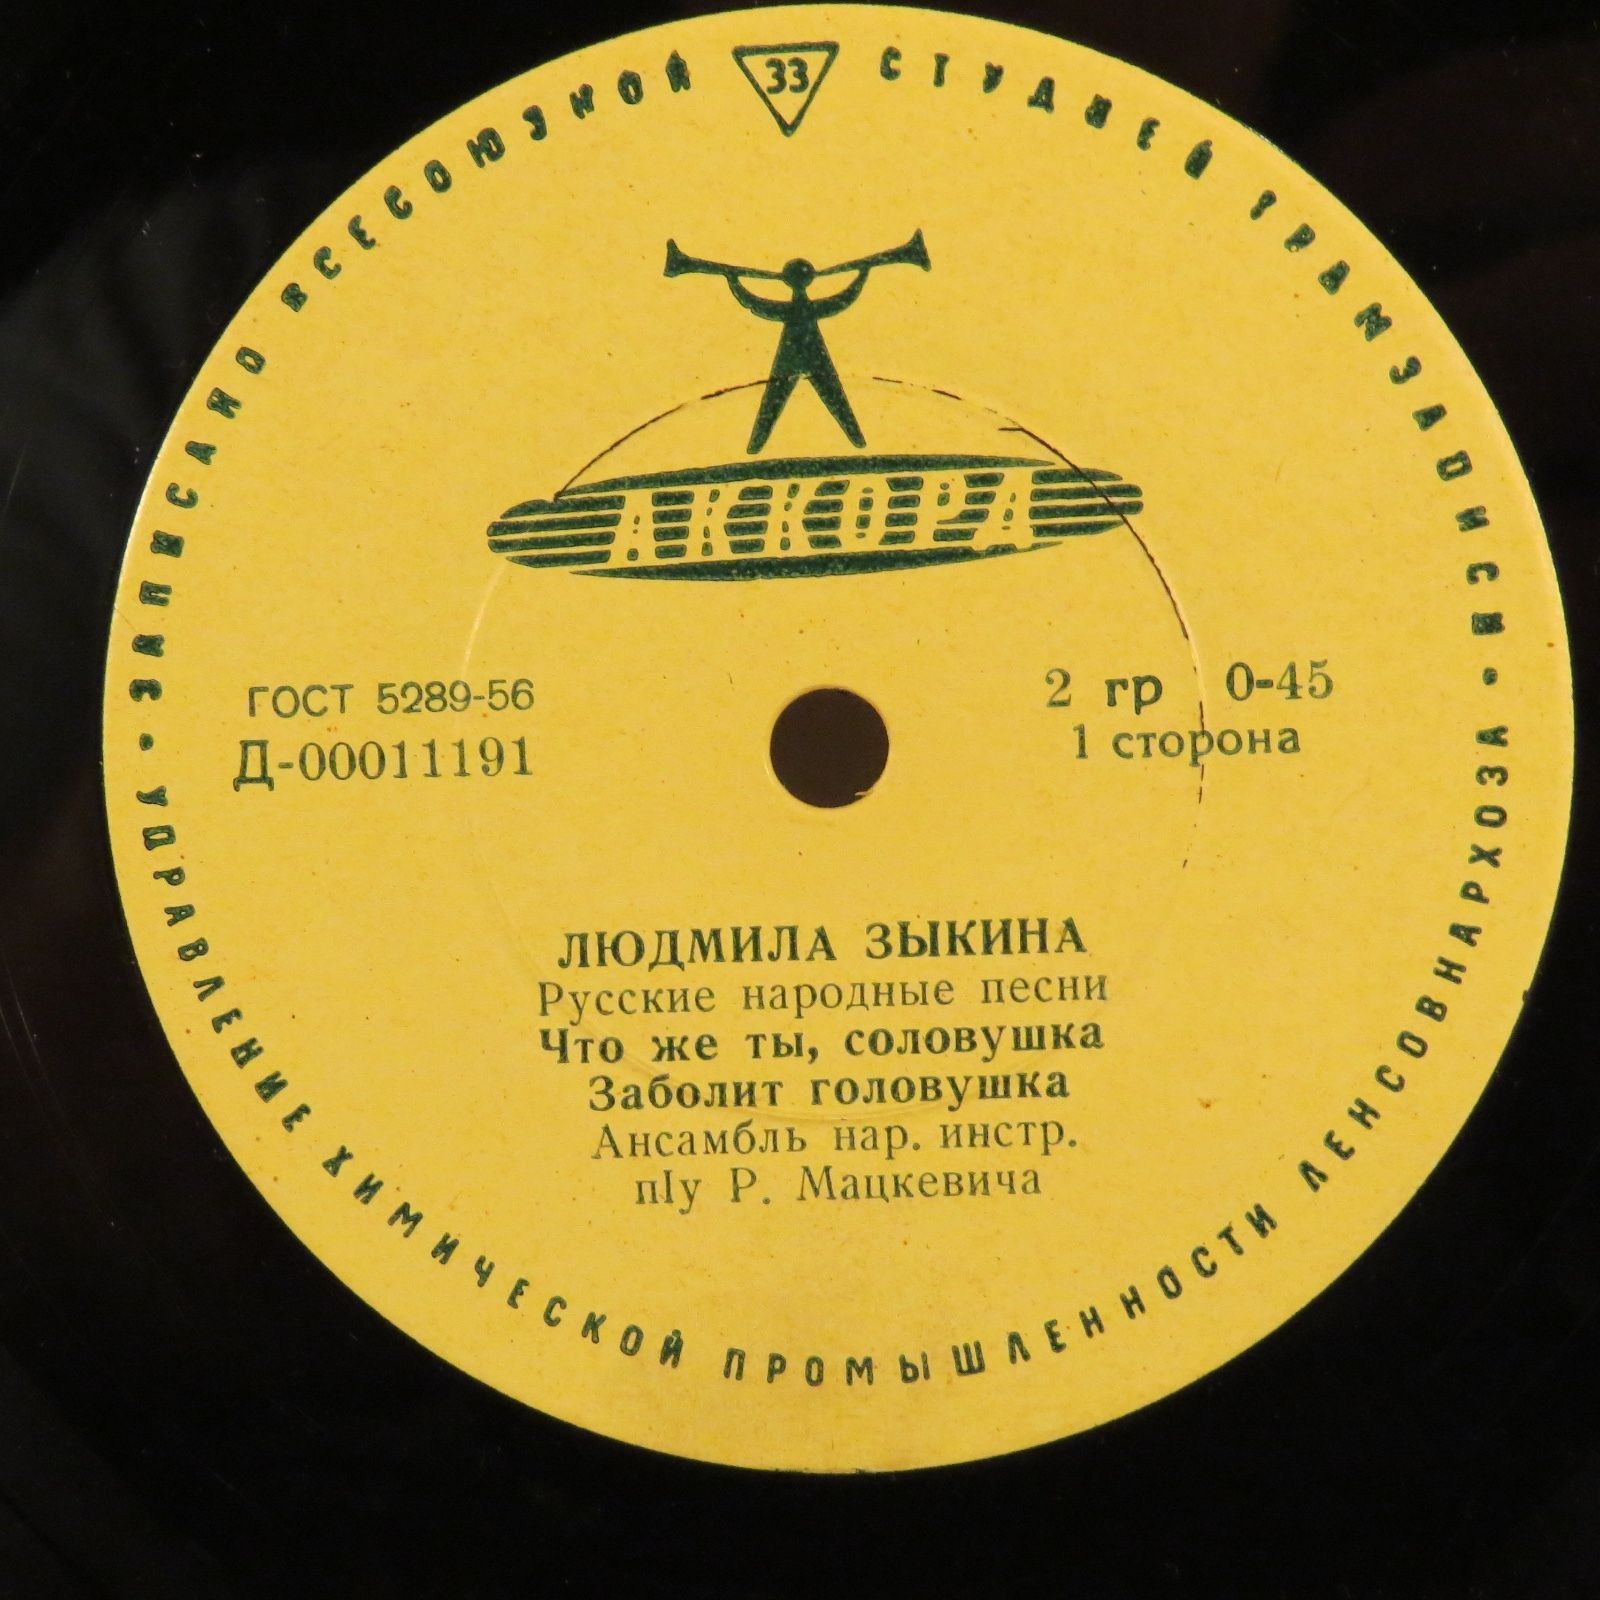 ЗАПИСАНО ВСЕСОЮЗНОЙ СТУДИЕЙ ГРАМЗАПИСИ •
33
АККОРД
ГОСТ 5289-56
Д-00011191
2 гр 0-45
1 сторона
ЛЮДМИЛА ЗЫКИНА
Русские народные песни
Что же ты, соловушка
Заболит головушка
Ансамбль нар. инстр.
п/у Р. Мацкевича
УПРАВЛЕНИЕ ХИМИЧЕСКОЙ ПРОМЫШЛЕННОСТИ ЛЕНСОВНАРХОЗА •